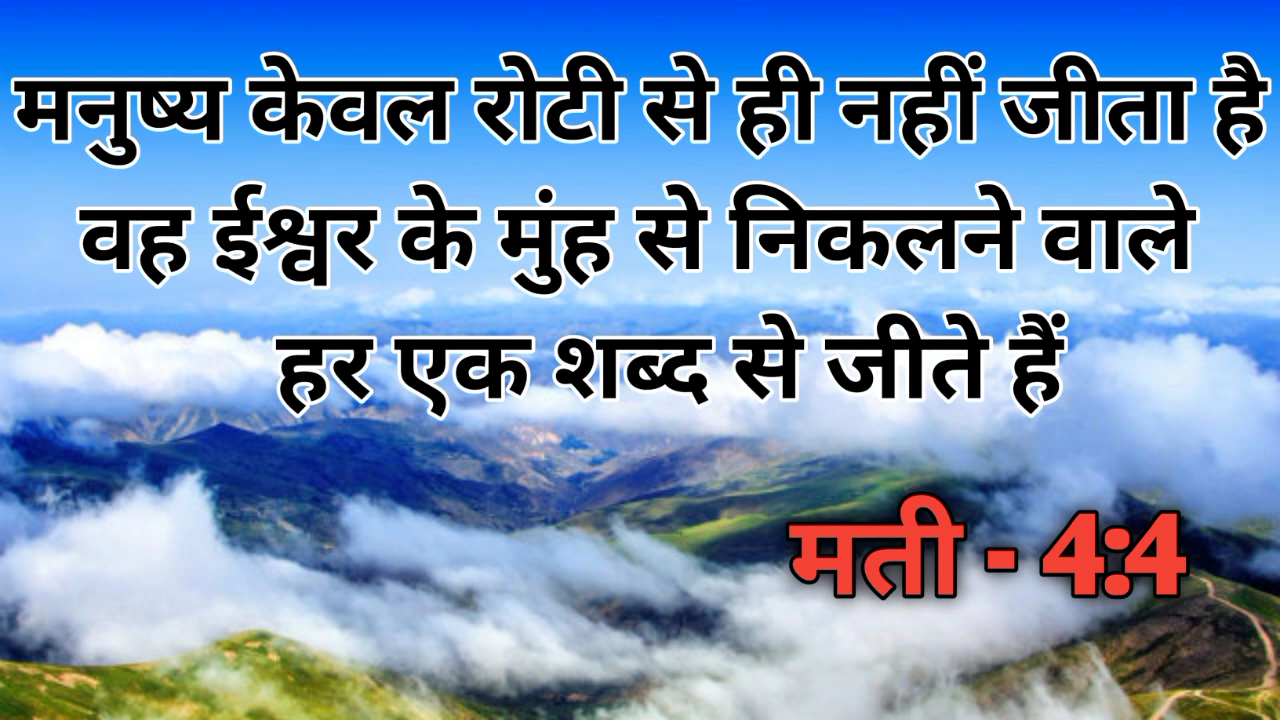 मनुष्य केवल रोटी से ही नहीं जीता है
वह ईश्वर के मुंह से निकलने वाले
हर एक शब्द से जीते हैं
मती - 4:4